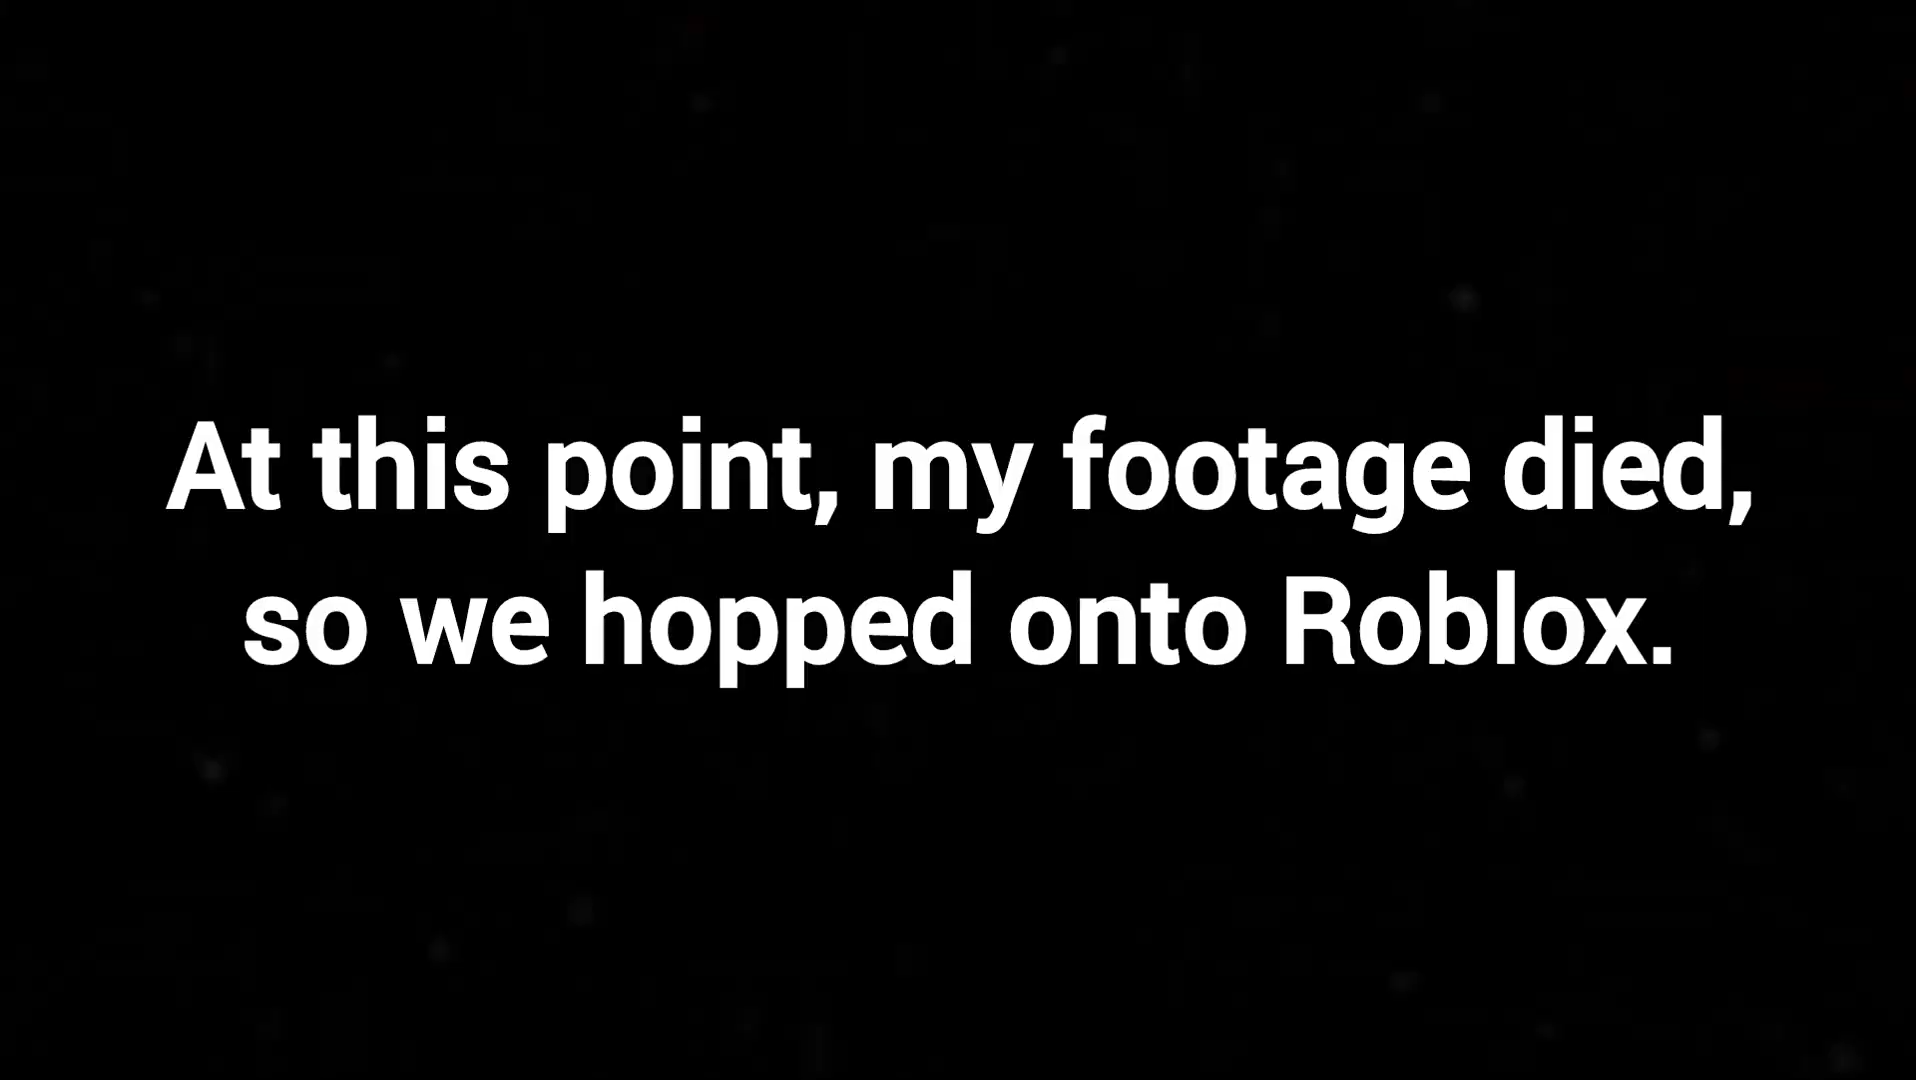 At this point, my footage died,
so we hopped onto Roblox.